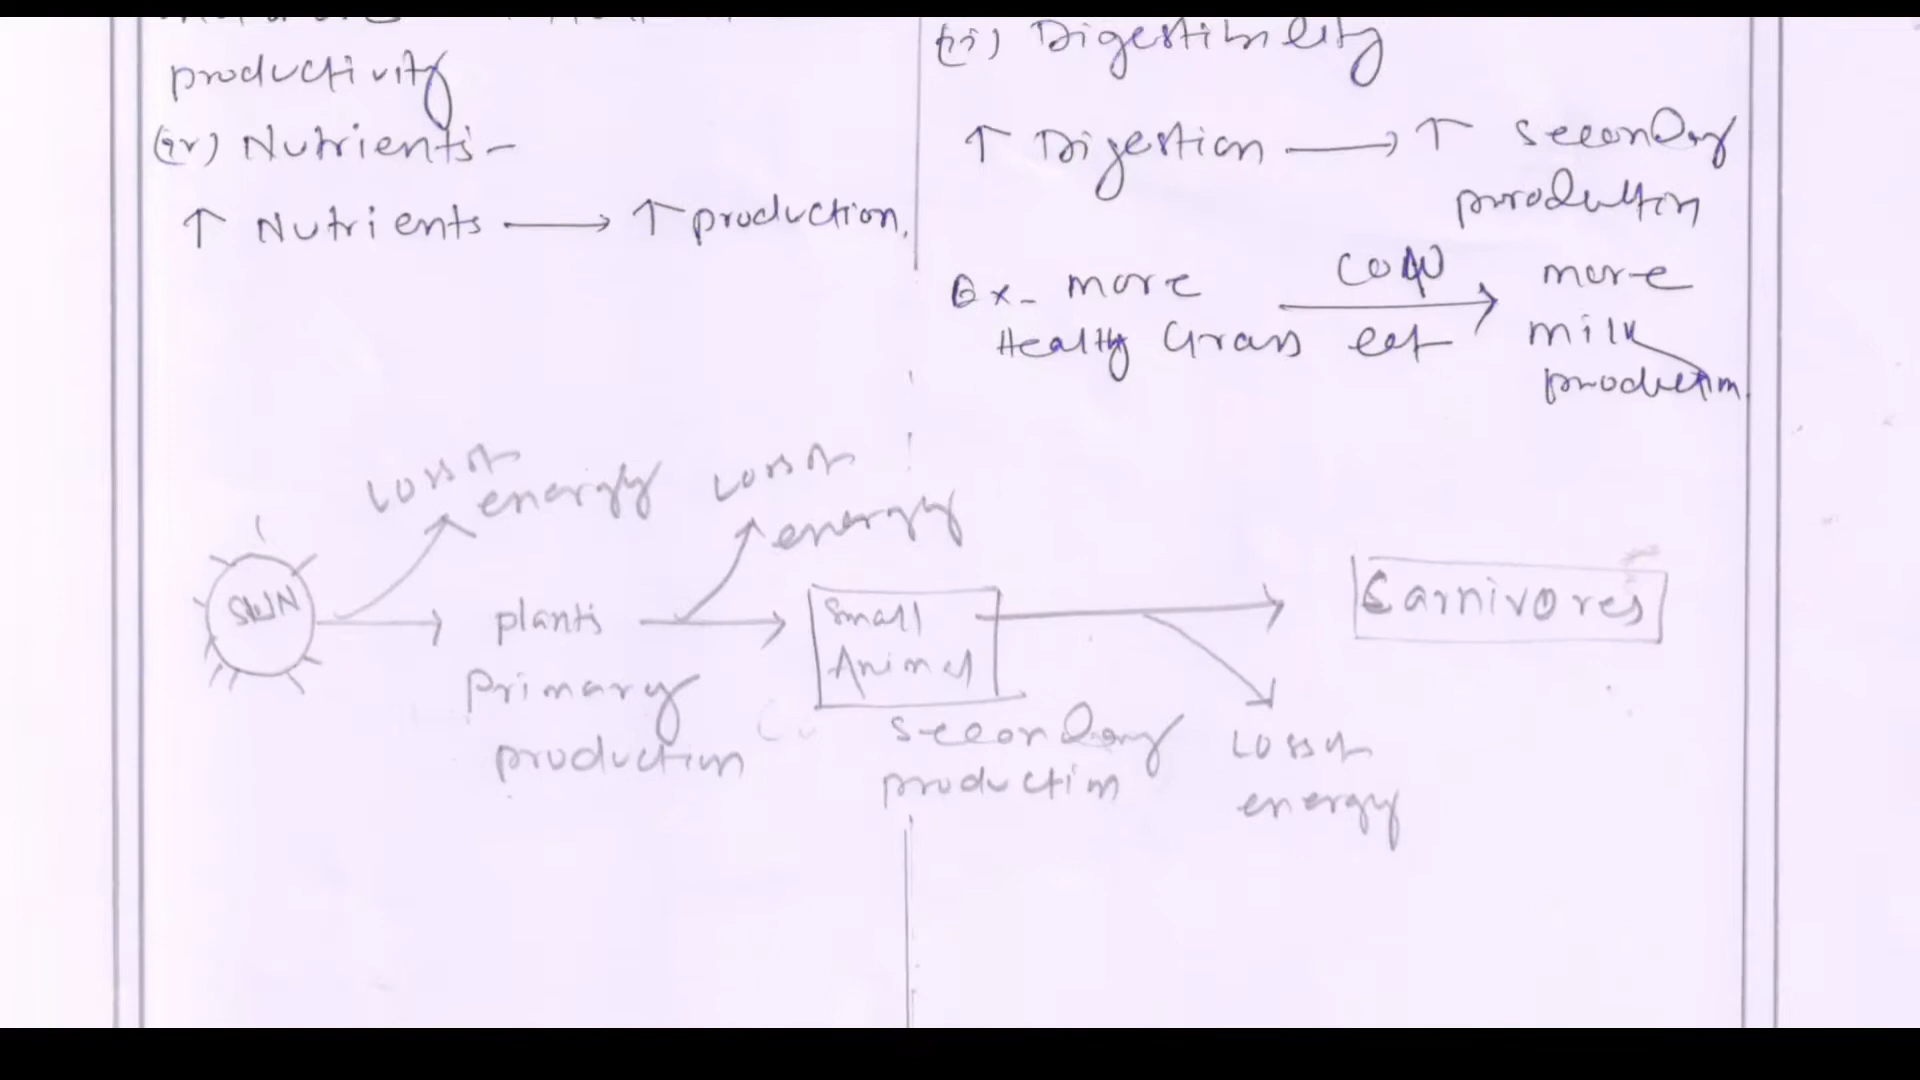 productivity
(iv) Nutrients-
↑ Nutrients → ↑ production.
(ii) Digestibility
↑ Digestion → ↑ secondary
production
Ex- more cow more
Healthy Grass eat milk
production.
Loss of
energy
Loss of
energy
SUN → plants → Small → Carnivores
Animal
primary
production
secondary
production
Loss of
energy